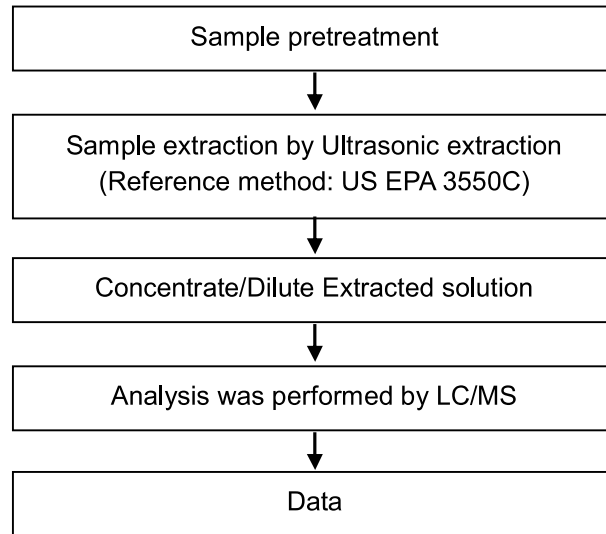 Sample pretreatment
Sample extraction by Ultrasonic extraction
(Reference method: US EPA 3550C)
Concentrate/Dilute Extracted solution
Analysis was performed by LC/MS
Data